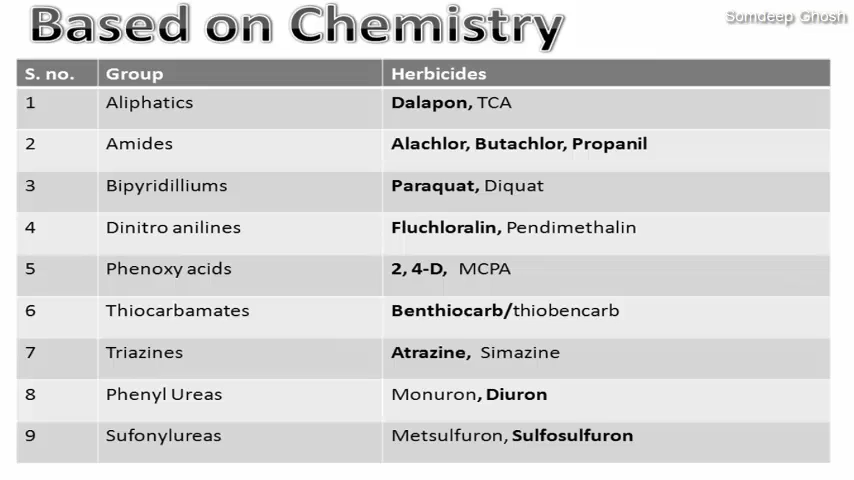 Based on Chemistry
Somdeep Ghosh
S. no. Group Herbicides
1 Aliphatics Dalapon, TCA
2 Amides Alachlor, Butachlor, Propanil
3 Bipyridilliums Paraquat, Diquat
4 Dinitro anilines Fluchloralin, Pendimethalin
5 Phenoxy acids 2, 4-D, MCPA
6 Thiocarbamates Benthiocarb/thiobencarb
7 Triazines Atrazine, Simazine
8 Phenyl Ureas Monuron, Diuron
9 Sufonylureas Metsulfuron, Sulfosulfuron